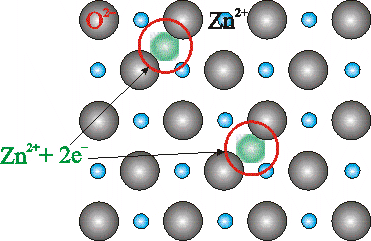 O²⁻ Zn²⁺
Zn²⁺+ 2e⁻